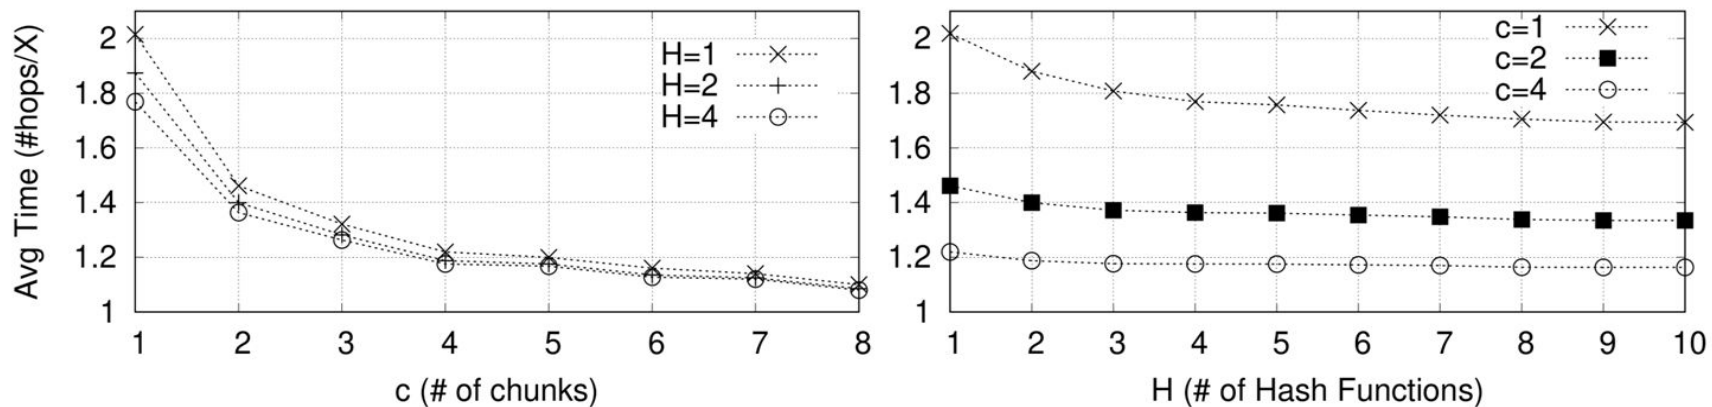 Avg Time (#hops/X)
2
1.8
1.6
1.4
1.2
1
1 2 3 4 5 6 7 8
c (# of chunks)
H=1
H=2
H=4
2
1.8
1.6
1.4
1.2
1
1 2 3 4 5 6 7 8 9 10
H (# of Hash Functions)
c=1
c=2
c=4